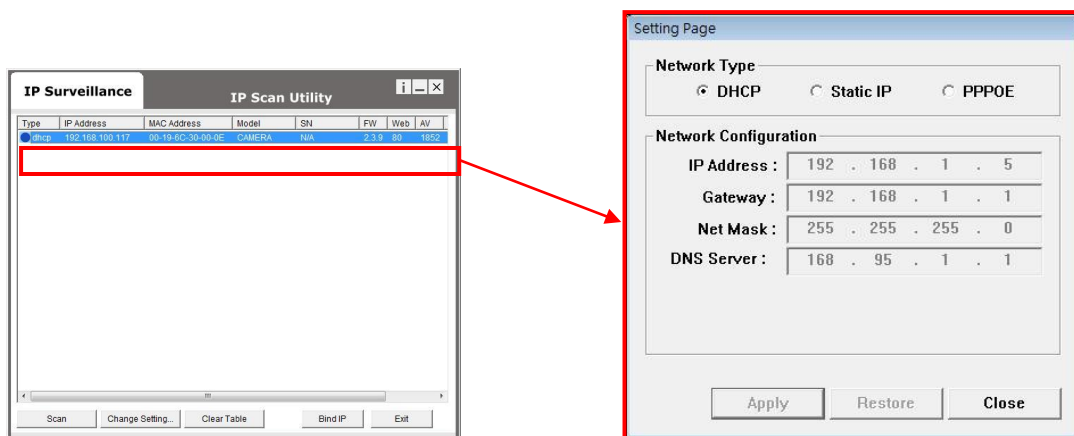 IP Surveillance
IP Scan Utility
Type IP Address MAC Address Model SN FW Web AV
dhcp 192.168.100.117 00-19-6C-30-00-0E CAMERA N/A 2.3.9 80 1852
Scan Change Setting... Clear Table Bind IP Exit
Setting Page
Network Type
DHCP Static IP PPPOE
Network Configuration
IP Address : 192 . 168 . 1 . 5
Gateway : 192 . 168 . 1 . 1
Net Mask : 255 . 255 . 255 . 0
DNS Server : 168 . 95 . 1 . 1
Apply Restore Close